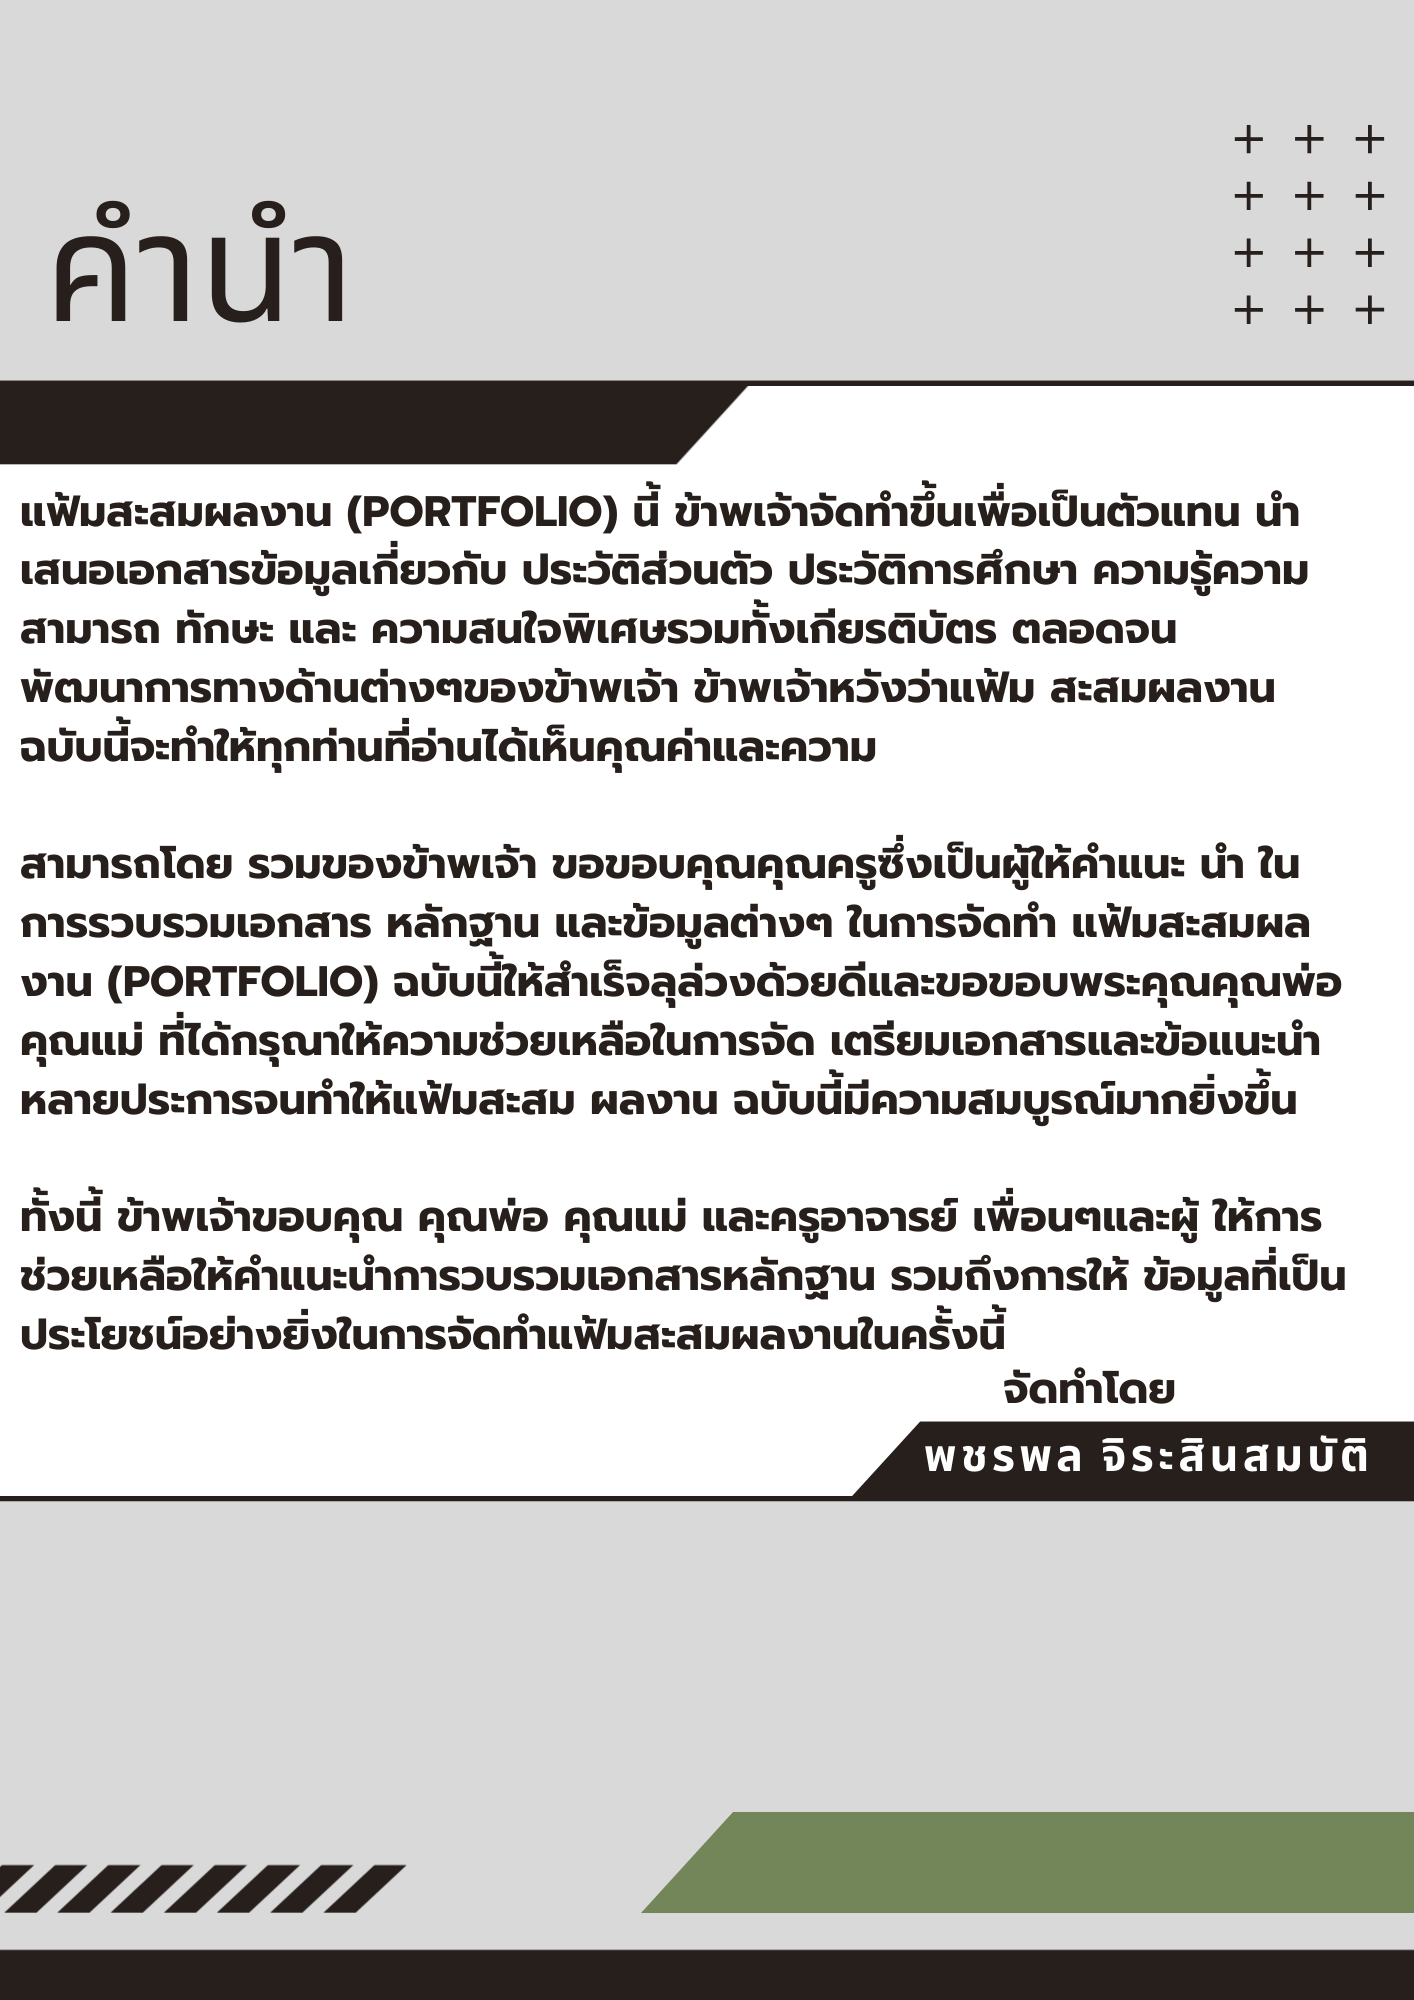 คำนำ
แฟ้มสะสมผลงาน (PORTFOLIO) นี้ ข้าพเจ้าจัดทำขึ้นเพื่อเป็นตัวแทน นำ
เสนอเอกสารข้อมูลเกี่ยวกับ ประวัติส่วนตัว ประวัติการศึกษา ความรู้ความ
สามารถ ทักษะ และ ความสนใจพิเศษรวมทั้งเกียรติบัตร ตลอดจน
พัฒนาการทางด้านต่างๆของข้าพเจ้า ข้าพเจ้าหวังว่าแฟ้ม สะสมผลงาน
ฉบับนี้จะทำให้ทุกท่านที่อ่านได้เห็นคุณค่าและความ
สามารถโดย รวมของข้าพเจ้า ขอขอบคุณคุณครูซึ่งเป็นผู้ให้คำแนะ นำ ใน
การรวบรวมเอกสาร หลักฐาน และข้อมูลต่างๆ ในการจัดทำ แฟ้มสะสมผล
งาน (PORTFOLIO) ฉบับนี้ให้สำเร็จลุล่วงด้วยดีและขอขอบพระคุณคุณพ่อ
คุณแม่ ที่ได้กรุณาให้ความช่วยเหลือในการจัด เตรียมเอกสารและข้อแนะนำ
หลายประการจนทำให้แฟ้มสะสม ผลงาน ฉบับนี้มีความสมบูรณ์มากยิ่งขึ้น
ทั้งนี้ ข้าพเจ้าขอบคุณ คุณพ่อ คุณแม่ และครูอาจารย์ เพื่อนๆและผู้ ให้การ
ช่วยเหลือให้คำแนะนำการวบรวมเอกสารหลักฐาน รวมถึงการให้ ข้อมูลที่เป็น
ประโยชน์อย่างยิ่งในการจัดทำแฟ้มสะสมผลงานในครั้งนี้
จัดทำโดย
พชรพล จิระสินสมบัติ